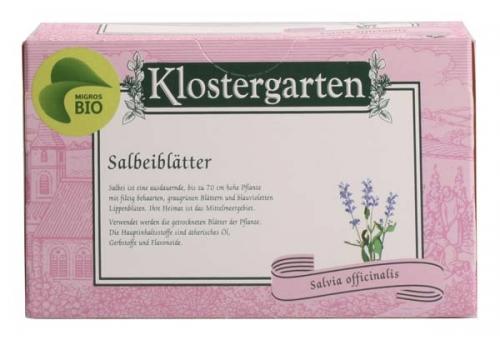 MIGROS
BIO
Klostergarten
Salbeiblätter
Salbei ist eine ausdauernde, bis zu 70 cm hohe Pflanze
mit filzig behaarten, graugrünen Blättern und blauvioletten
Lippenblüten. Ihre Heimat ist das Mittelmeergebiet.
Verwendet werden die getrockneten Blätter der Pflanze.
Die Hauptinhaltsstoffe sind ätherisches Öl,
Gerbstoffe und Flavonoide.
Salvia officinalis